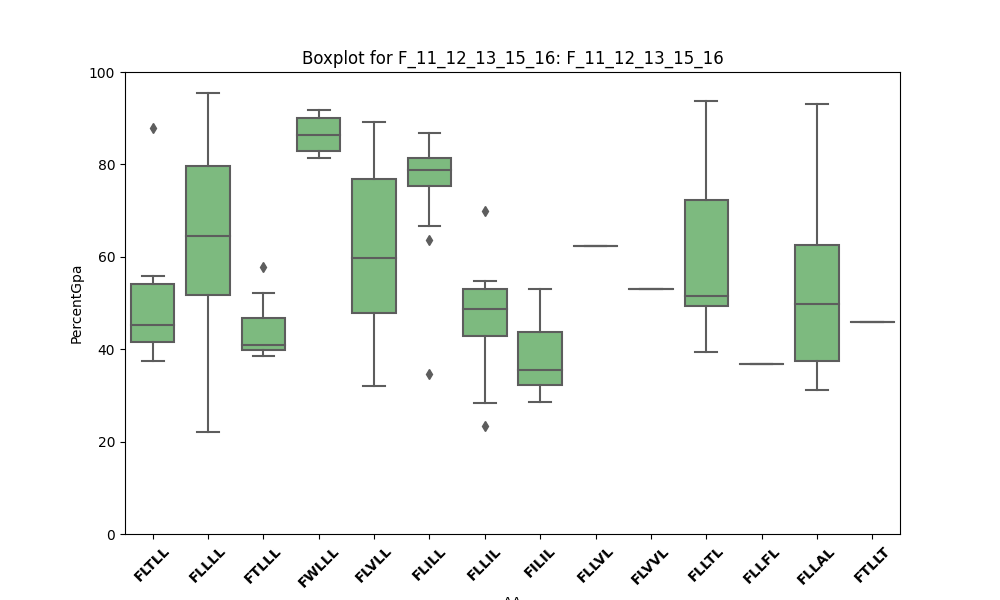 Boxplot for F_11_12_13_15_16: F_11_12_13_15_16
100
80
60
40
20
0
PercentGpa
FLTLL FLLLL FTLLL FWLLL FLVLL FLILL FLLIL FILIL FLLVL FLVVL FLLTL FLLFL FLLAL FTLLT